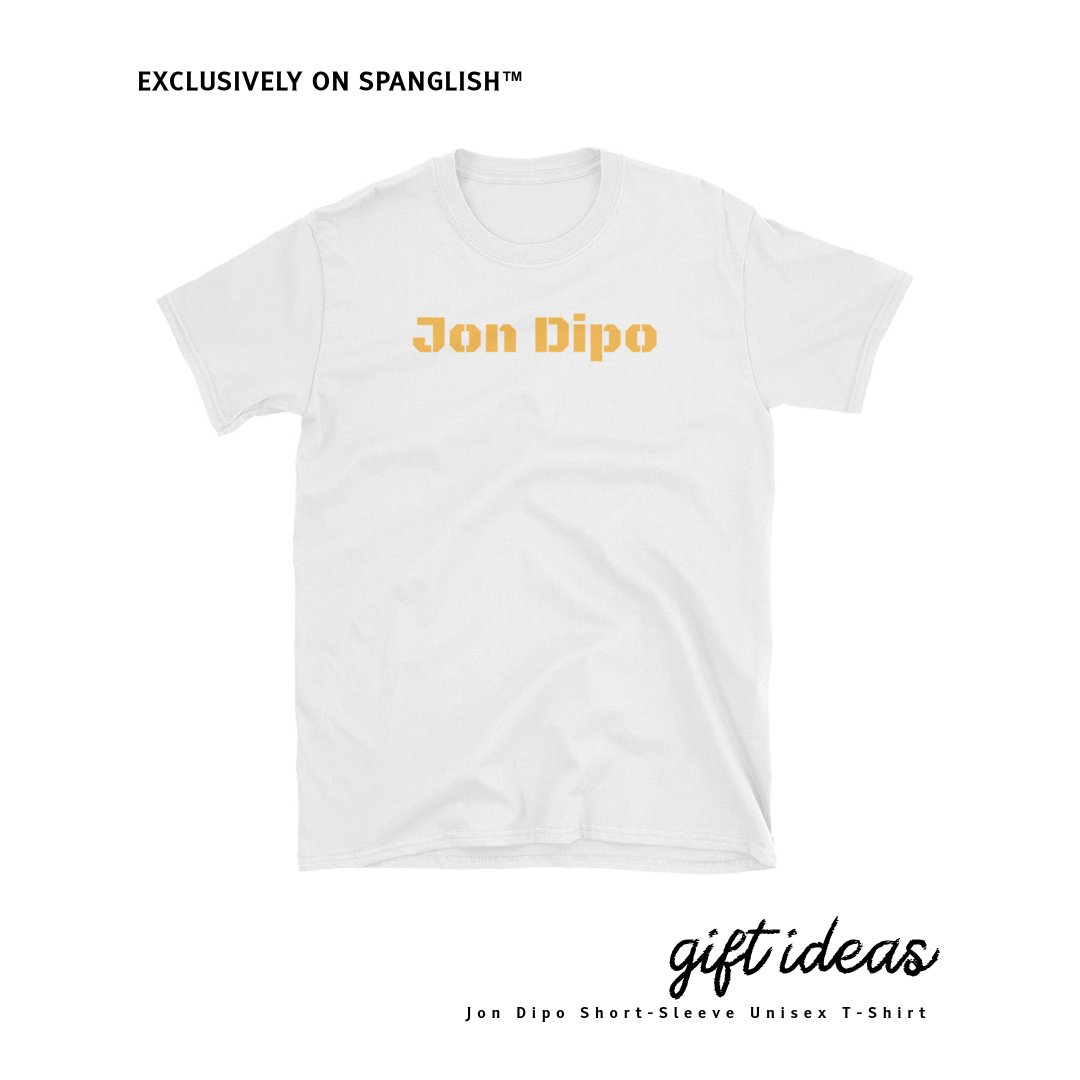 EXCLUSIVELY ON SPANGLISH™
Jon Dipo
gift ideas
Jon Dipo Short-Sleeve Unisex T-Shirt